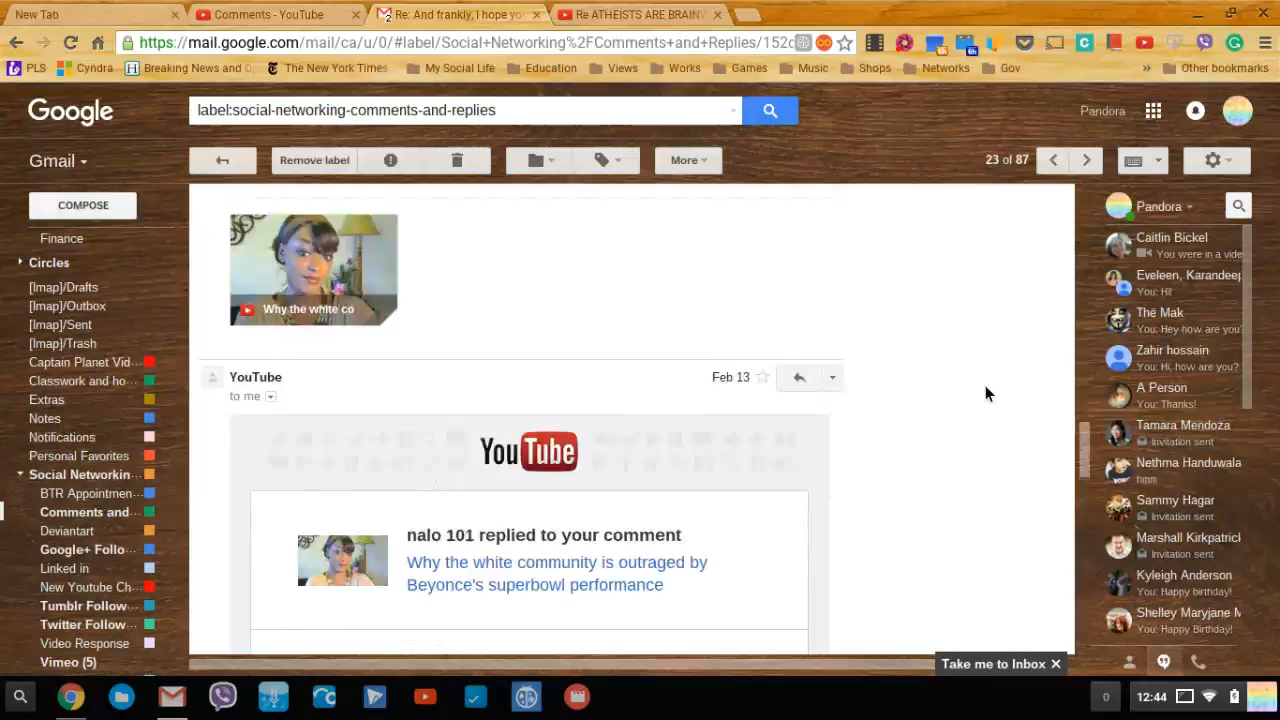 New Tab
Comments - YouTube
Re: And frankly, I hope yo
Re ATHEISTS ARE BRAINV
https://mail.google.com/mail/ca/u/0/#label/Social+Networking%2FComments+and+Replies/152c
PLS
Cyndra
Breaking News and Op
The New York Times
My Social Life
Education
Views
Works
Games
Music
Shops
Networks
Gov
Other bookmarks
Google
label:social-networking-comments-and-replies
Pandora
Gmail
Remove label
More
23 of 87
COMPOSE
Finance
Circles
[Imap]/Drafts
[Imap]/Outbox
[Imap]/Sent
[Imap]/Trash
Captain Planet Vid...
Classwork and ho...
Extras
Notes
Notifications
Personal Favorites
Social Networkin...
BTR Appointmen...
Comments and...
Deviantart
Google+ Follo...
Linked in
New Youtube Ch...
Tumblr Follow...
Twitter Follow...
Video Response
Vimeo (5)
Why the white co
YouTube
Feb 13
to me
YouTube
nalo 101 replied to your comment
Why the white community is outraged by
Beyonce's superbowl performance
Pandora
Caitlin Bickel
You were in a vide
Eveleen, Karandeep
You: Hi!
The Mak
You: Hey how are you?
Zahir hossain
You: Hi, how are you?
A Person
You: Thanks!
Tamara Mendoza
Invitation sent
Nethma Handuwala
hmm
Sammy Hagar
Invitation sent
Marshall Kirkpatrick
Invitation sent
Kyleigh Anderson
You: Happy birthday!
Shelley Maryjane M
You: Happy Birthday!
Take me to Inbox
0
12:44